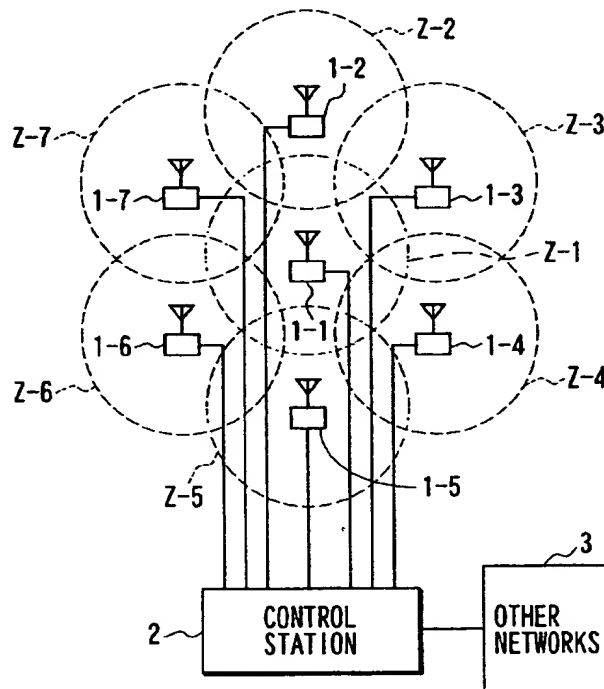 Z-2
1-2
Z-7
Z-3
1-7
1-3
Z-1
1-1
1-6
1-4
Z-6
Z-4
Z-5
1-5
3
2
CONTROL
STATION
OTHER
NETWORKS